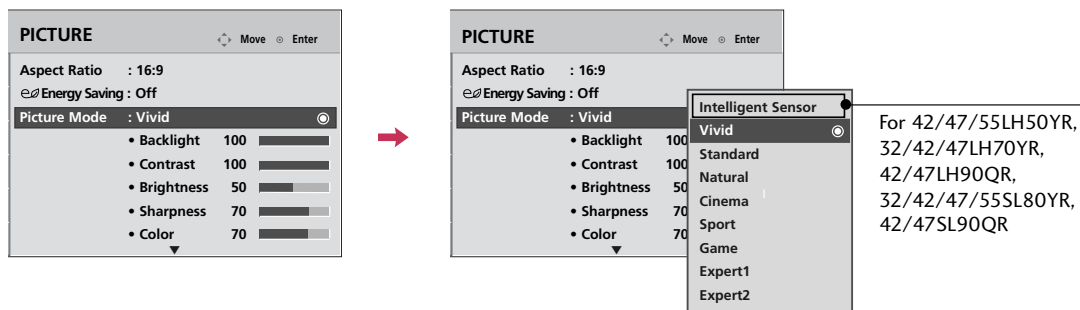 PICTURE
Move ⊙ Enter
Aspect Ratio : 16:9
Energy Saving : Off
Picture Mode : Vivid
• Backlight 100
• Contrast 100
• Brightness 50
• Sharpness 70
• Color 70
PICTURE
Move ⊙ Enter
Aspect Ratio : 16:9
Energy Saving : Off
Picture Mode : Vivid
• Backlight 100
• Contrast 100
• Brightness 50
• Sharpness 70
• Color 70
Intelligent Sensor
Vivid
Standard
Natural
Cinema
Sport
Game
Expert1
Expert2
For 42/47/55LH50YR,
32/42/47LH70YR,
42/47LH90QR,
32/42/47/55SL80YR,
42/47SL90QR